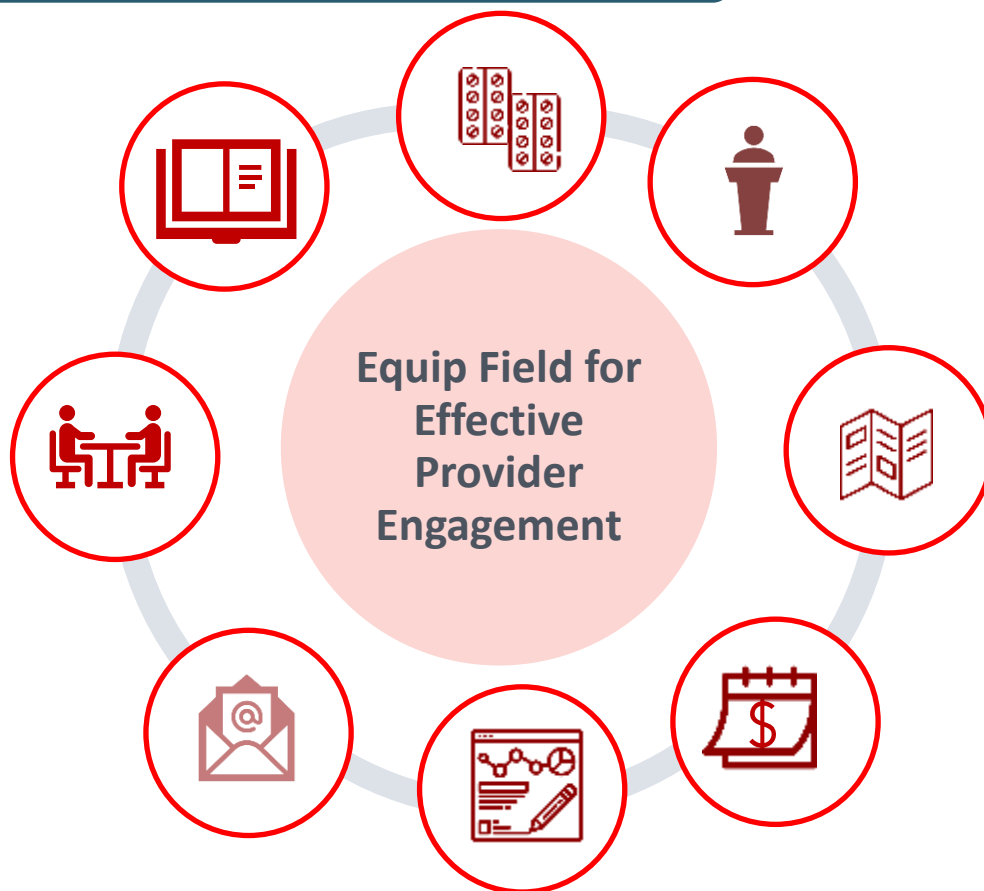 Equip Field for
Effective
Provider
Engagement
@
$